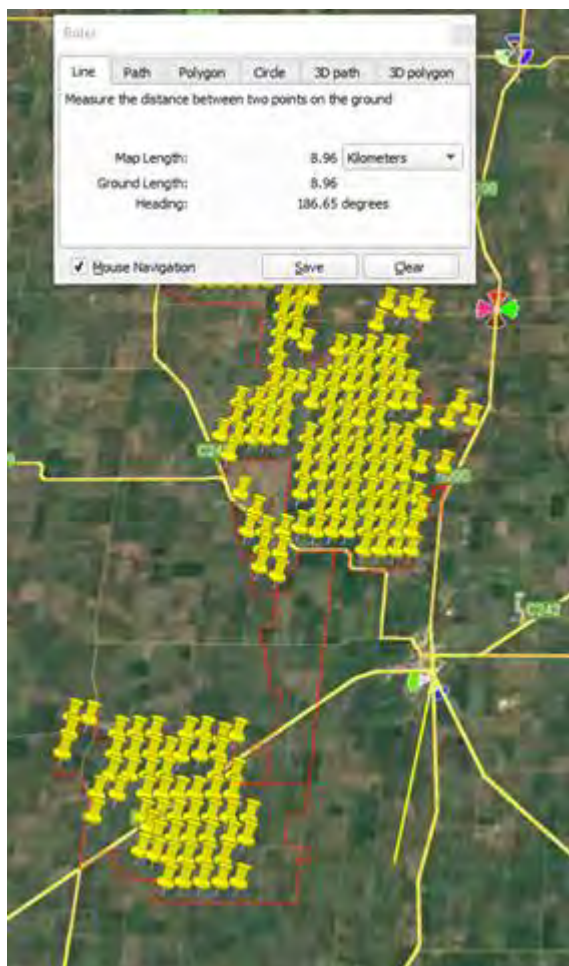 Ruler
Line Path Polygon Circle 3D path 3D polygon
Measure the distance between two points on the ground
Map Length: 8.96 Kilometers
Ground Length: 8.96
Heading: 186.65 degrees
Mouse Navigation Save Clear
C242